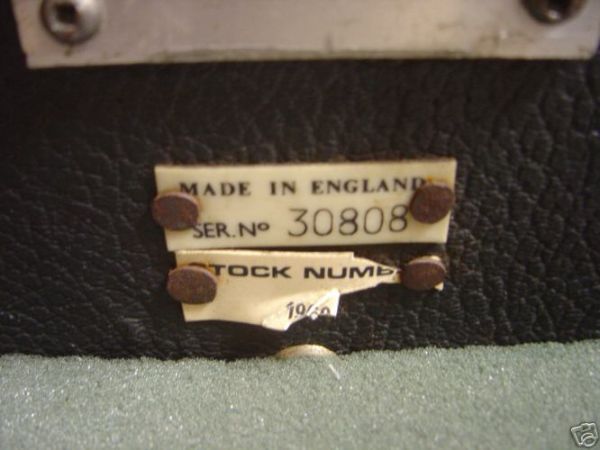 MADE IN ENGLAND
SER.Nº 30808
TOCK NUMB